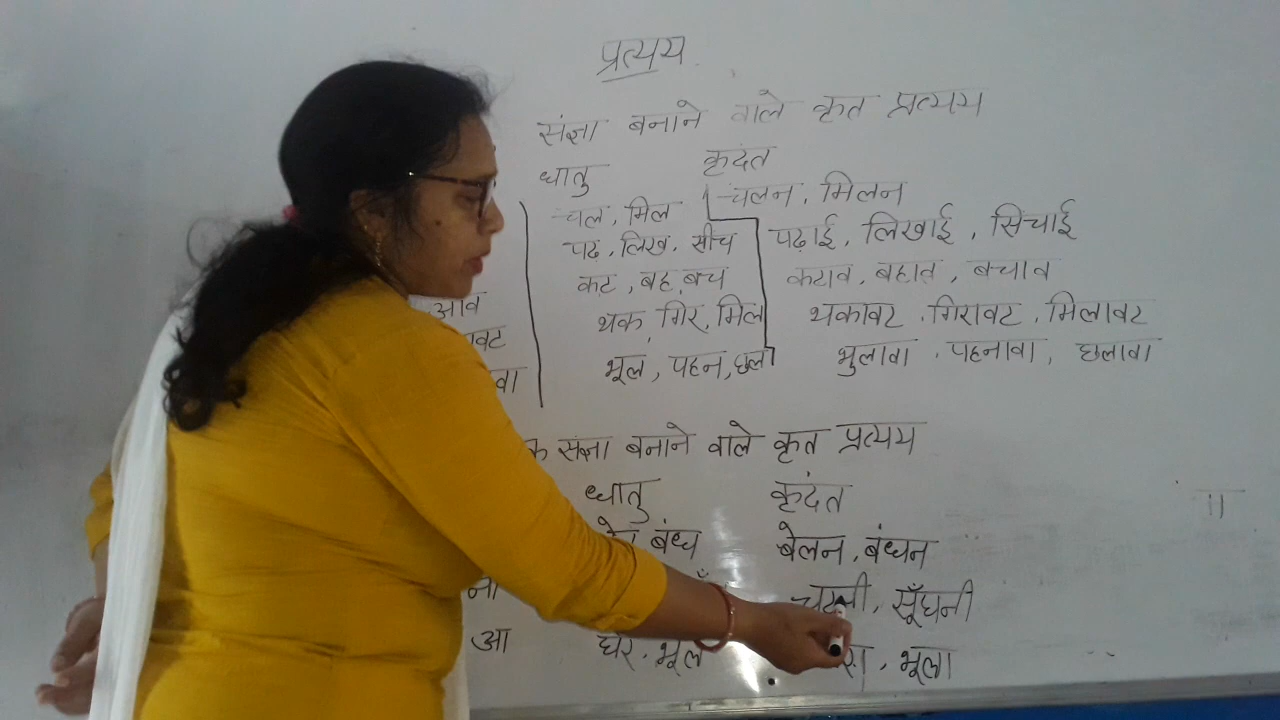 प्रत्यय
संज्ञा बनाने वाले कृत प्रत्यय
धातु कृदंत
चल, मिल चलन, मिलन
पढ, लिख, सीच पढ़ाई, लिखाई, सिचाई
आव कट, बह, बच कटाव, बहाव, बचाव
वट थक, गिर, मिल थकावट, गिरावट, मिलावट
वा भूल, पहन, छल भुलावा, पहनावा, छलावा
क संज्ञा बनाने वाले कृत प्रत्यय
धातु कृदंत
बंध बेलन, बंधन
ना सूँघनी
आ घेर, भूल रा, भूला